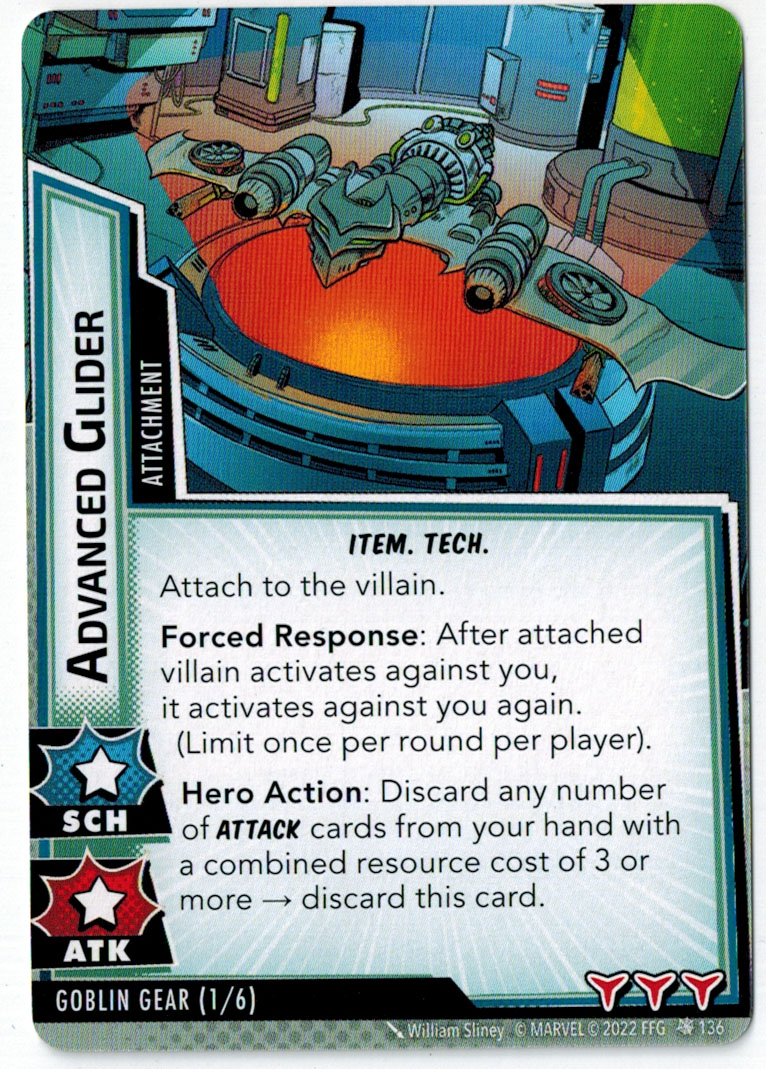 ADVANCED GLIDER
ATTACHMENT
ITEM. TECH.
Attach to the villain.
Forced Response: After attached
villain activates against you,
it activates against you again.
(Limit once per round per player).
Hero Action: Discard any number
of ATTACK cards from your hand with
a combined resource cost of 3 or
more → discard this card.
SCH
ATK
GOBLIN GEAR (1/6)
William Sliney © MARVEL © 2022 FFG 136